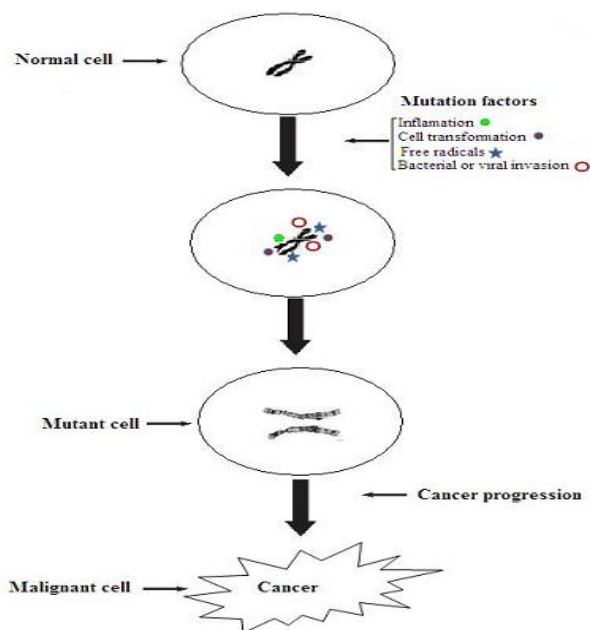 Normal cell
Mutation factors
Inflamation
Cell transformation
Free radicals
Bacterial or viral invasion
Mutant cell
Cancer progression
Malignant cell
Cancer